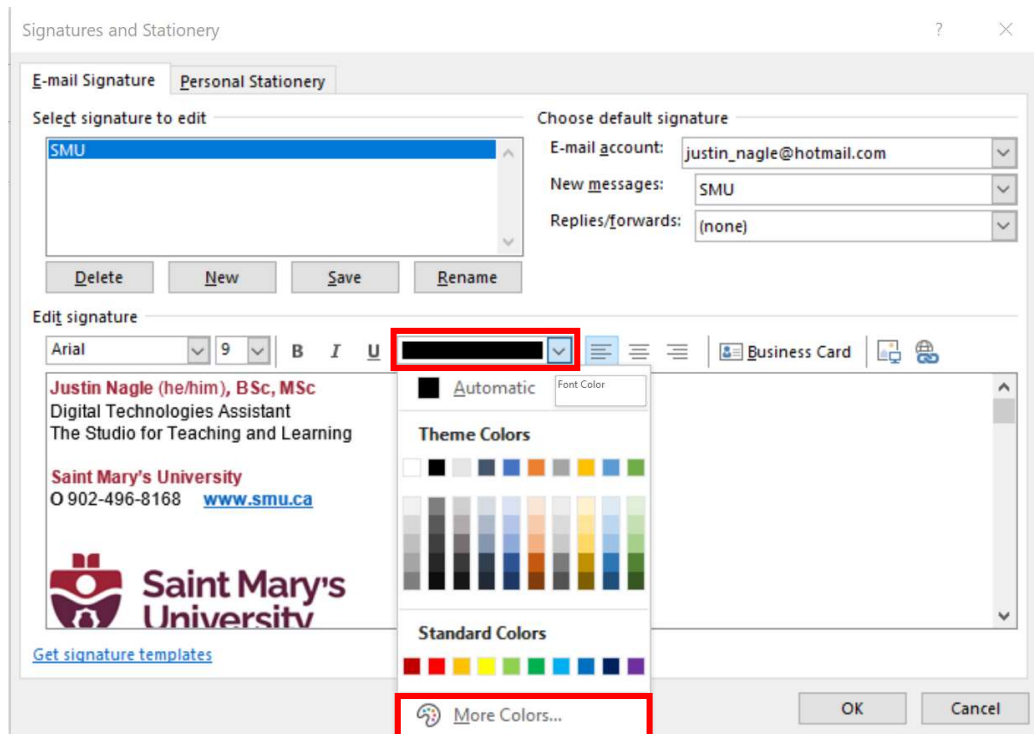 Signatures and Stationery
?
E-mail Signature
Personal Stationery
Select signature to edit
SMU
Delete
New
Save
Rename
Choose default signature
E-mail account:
justin_nagle@hotmail.com
New messages:
SMU
Replies/forwards:
(none)
Edit signature
Arial
9
B
I
U
Business Card
Justin Nagle (he/him), BSc, MSc
Digital Technologies Assistant
The Studio for Teaching and Learning
Saint Mary's University
O 902-496-8168 www.smu.ca
Saint Mary's
University
Automatic
Font Color
Theme Colors
Standard Colors
More Colors...
Get signature templates
OK
Cancel